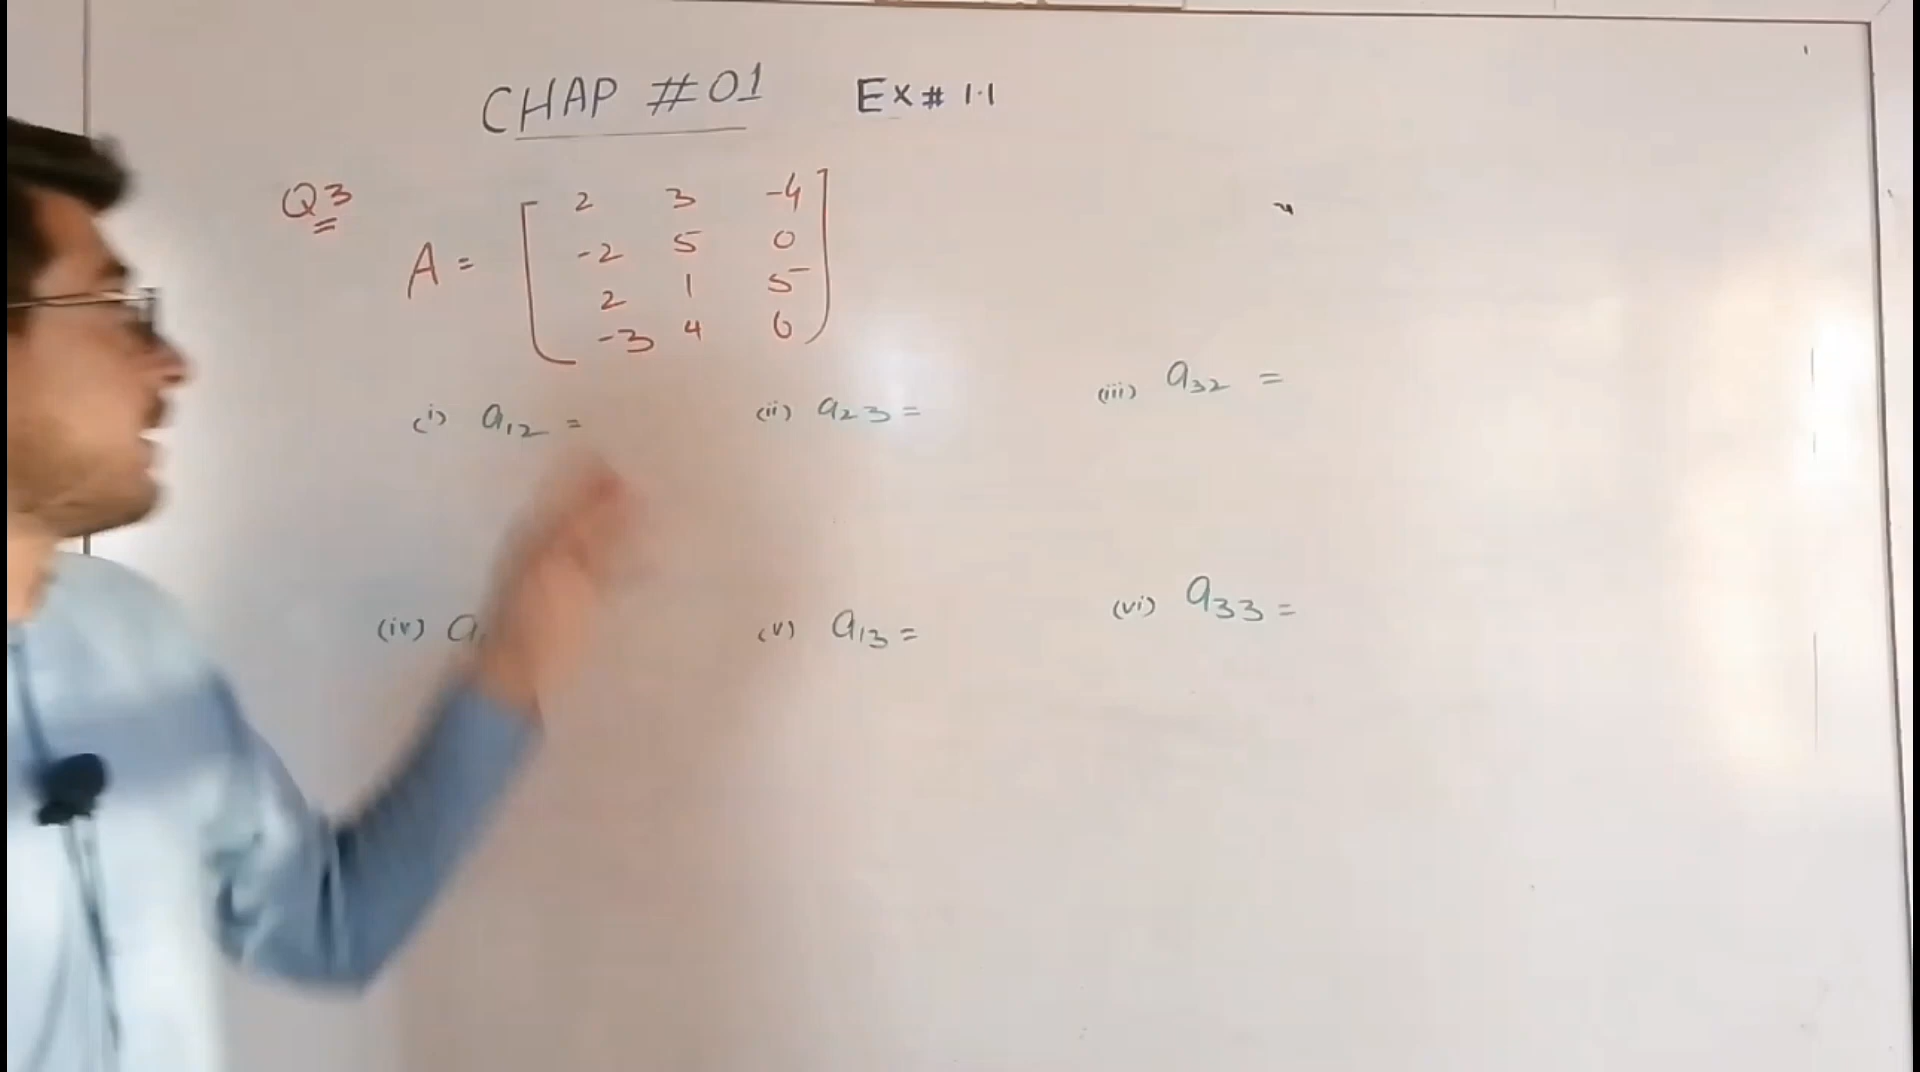 CHAP #01 EX# 1.1
Q3
A = [ 2 3 -4
-2 5 0
2 1 5
-3 4 6 ]
(i) a12 = (ii) a23 = (iii) a32 =
(iv) a (v) a13 = (vi) a33 =